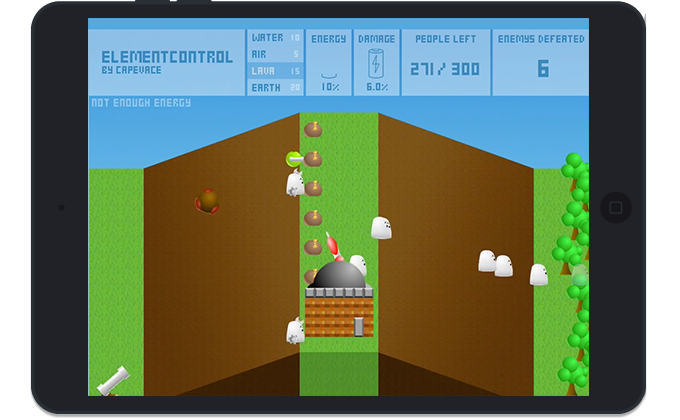 ELEMENTCONTROL
BY CAPEVACE
WATER 10
AIR 5
LAVA 15
EARTH 20
ENERGY
10%
DAMAGE
6.0%
PEOPLE LEFT
271/ 300
ENEMYS DEFEATED
6
NOT ENOUGH ENERGY